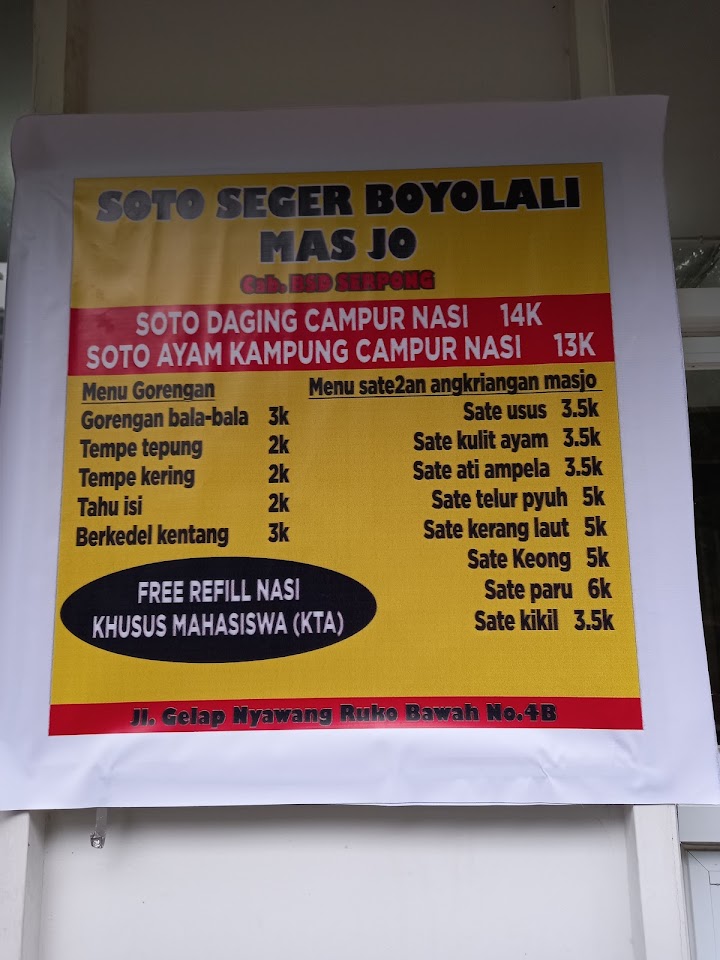 SOTO SEGER BOYOLALI
MAS JO
Cab. BSD SERPONG
SOTO DAGING CAMPUR NASI 14K
SOTO AYAM KAMPUNG CAMPUR NASI 13K
Menu Gorengan
Gorengan bala-bala 3k
Tempe tepung 2k
Tempe kering 2k
Tahu isi 2k
Berkedel kentang 3k
FREE REFILL NASI
KHUSUS MAHASISWA (KTA)
Menu sate2an angkriangan masjo
Sate usus 3.5k
Sate kulit ayam 3.5k
Sate ati ampela 3.5k
Sate telur pyuh 5k
Sate kerang laut 5k
Sate Keong 5k
Sate paru 6k
Sate kikil 3.5k
Jl. Gelap Nyawang Ruko Bawah No.4B